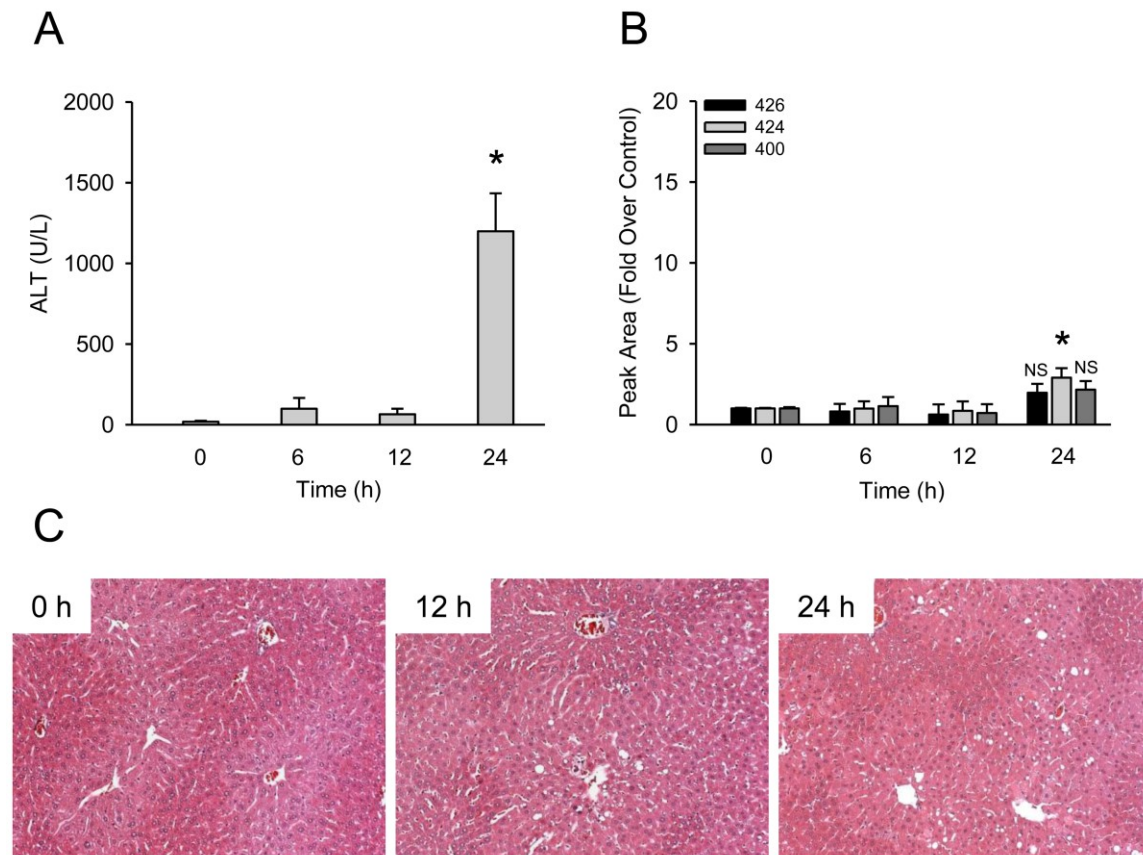 A
2000
1500
1000
500
0
ALT (U/L)
*
0 6 12 24
Time (h)
B
20
15
10
5
0
Peak Area (Fold Over Control)
426
424
400
NS * NS
0 6 12 24
Time (h)
C
0 h
12 h
24 h